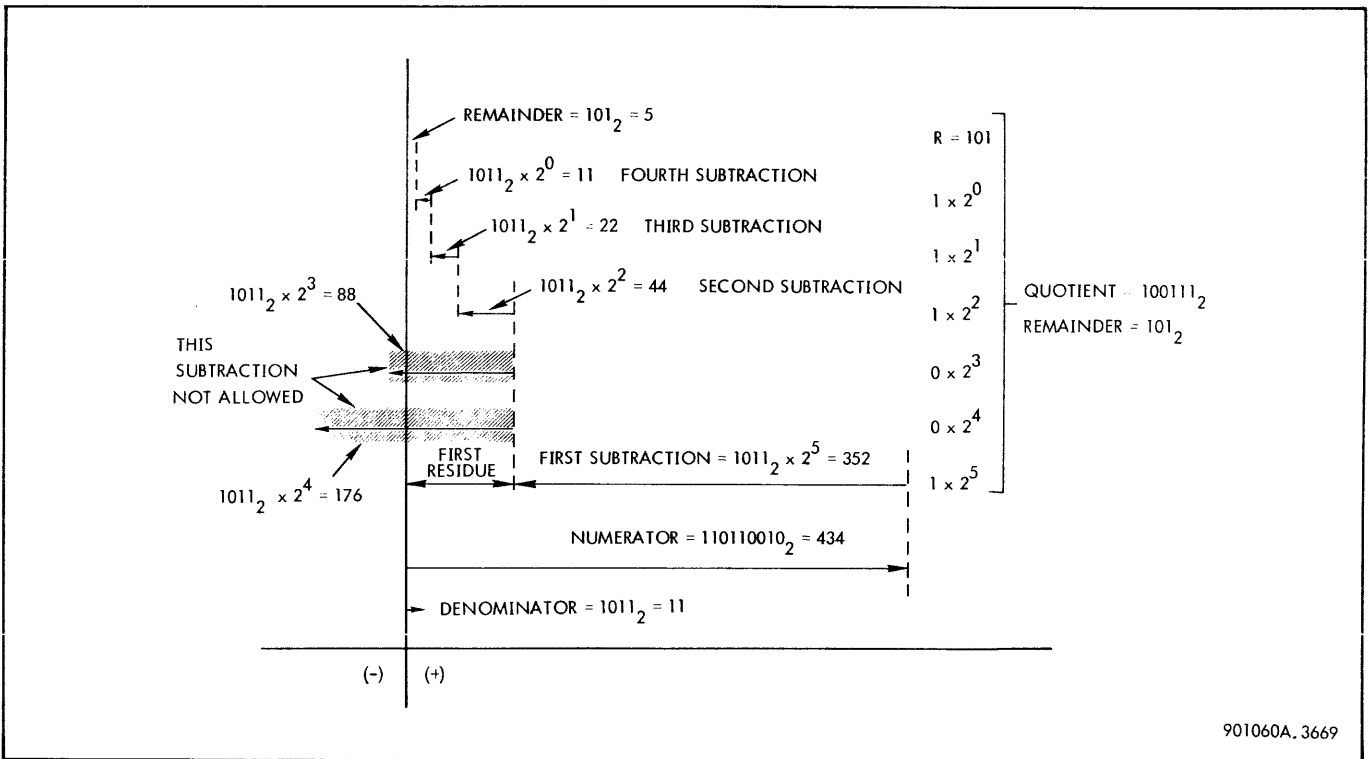 REMAINDER = 101₂ = 5
R = 101
1011₂ × 2⁰ = 11 FOURTH SUBTRACTION
1 × 2⁰
1011₂ × 2¹ = 22 THIRD SUBTRACTION
1 × 2¹
1011₂ × 2³ = 88
1011₂ × 2² = 44 SECOND SUBTRACTION
1 × 2²
QUOTIENT = 100111₂
REMAINDER = 101₂
THIS
SUBTRACTION
NOT ALLOWED
0 × 2³
0 × 2⁴
FIRST
RESIDUE
FIRST SUBTRACTION = 1011₂ × 2⁵ = 352
1 × 2⁵
1011₂ × 2⁴ = 176
NUMERATOR = 110110010₂ = 434
DENOMINATOR = 1011₂ = 11
(-) (+)
901060A.3669